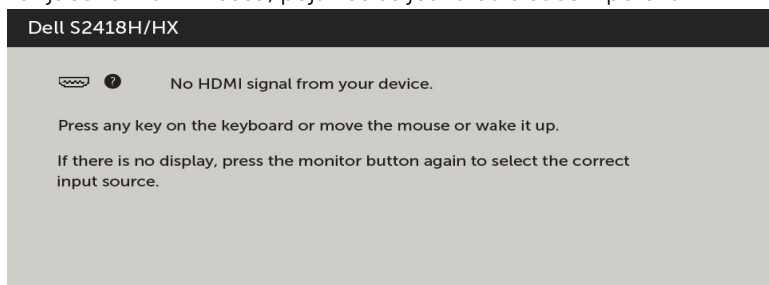 Dell S2418H/HX
? No HDMI signal from your device.
Press any key on the keyboard or move the mouse or wake it up.
If there is no display, press the monitor button again to select the correct
input source.